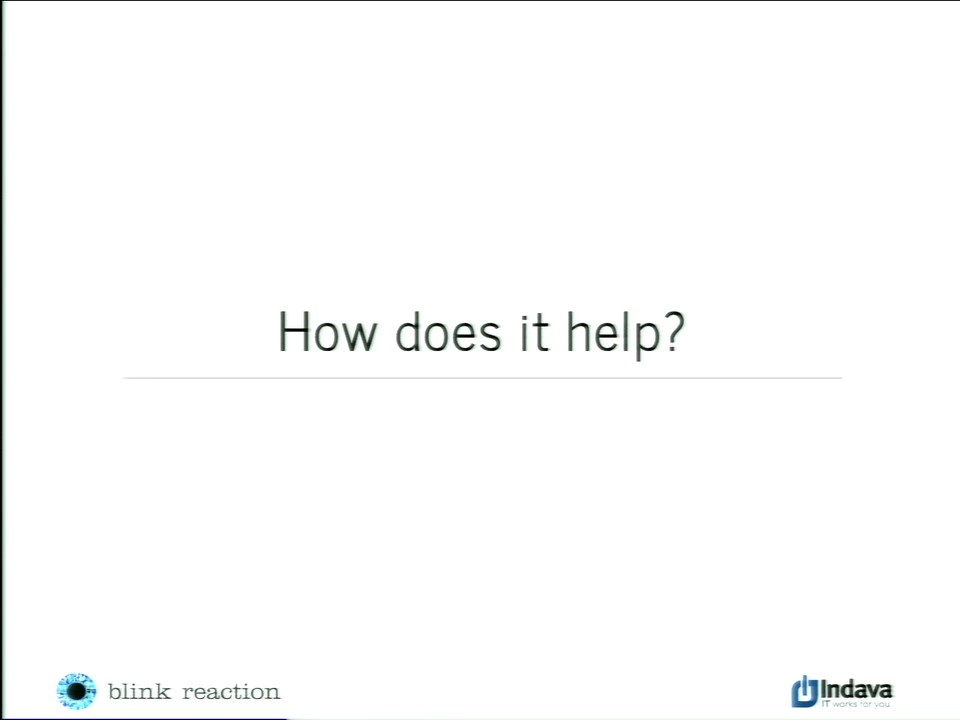 How does it help?
blink reaction
Indava
IT works for you